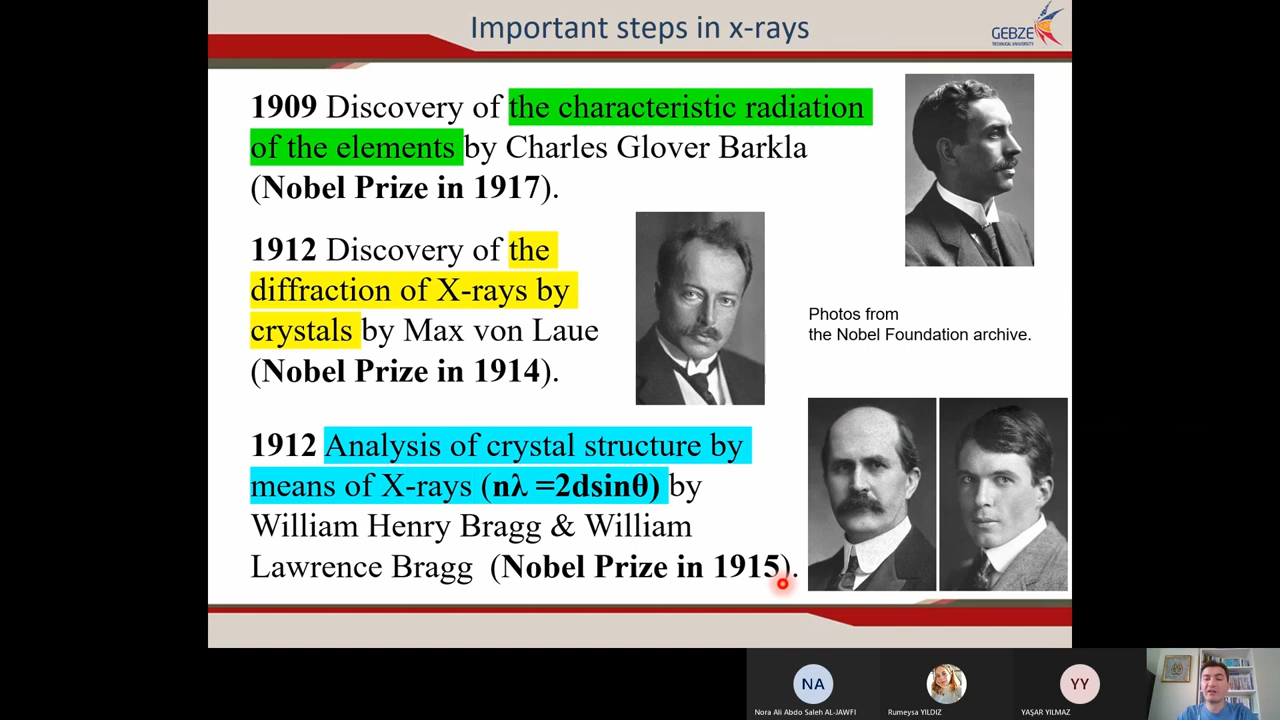 Important steps in x-rays
GEBZE
TECHNICAL UNIVERSITY
1909 Discovery of the characteristic radiation
of the elements by Charles Glover Barkla
(Nobel Prize in 1917).
1912 Discovery of the
diffraction of X-rays by
crystals by Max von Laue
(Nobel Prize in 1914).
Photos from
the Nobel Foundation archive.
1912 Analysis of crystal structure by
means of X-rays (nλ =2dsinθ) by
William Henry Bragg & William
Lawrence Bragg (Nobel Prize in 1915).
NA
YY
Nora Ali Abdo Saleh AL-JAWFI
Rumeysa YILDIZ
YAŞAR YILMAZ